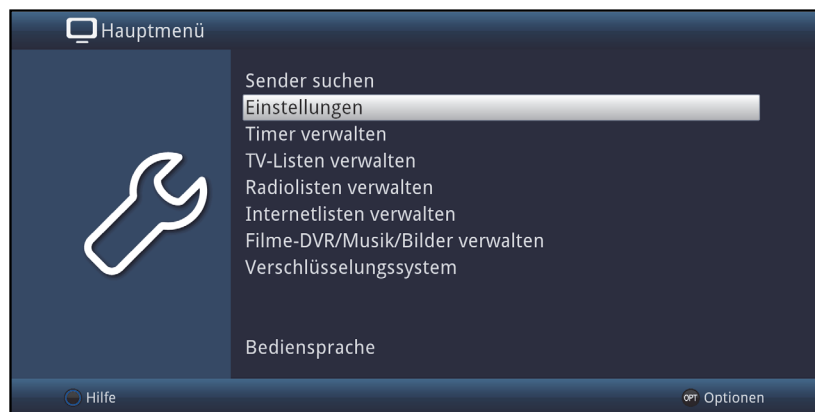 Hauptmenü
Sender suchen
Einstellungen
Timer verwalten
TV-Listen verwalten
Radiolisten verwalten
Internetlisten verwalten
Filme-DVR/Musik/Bilder verwalten
Verschlüsselungssystem
Bediensprache
Hilfe OPT Optionen